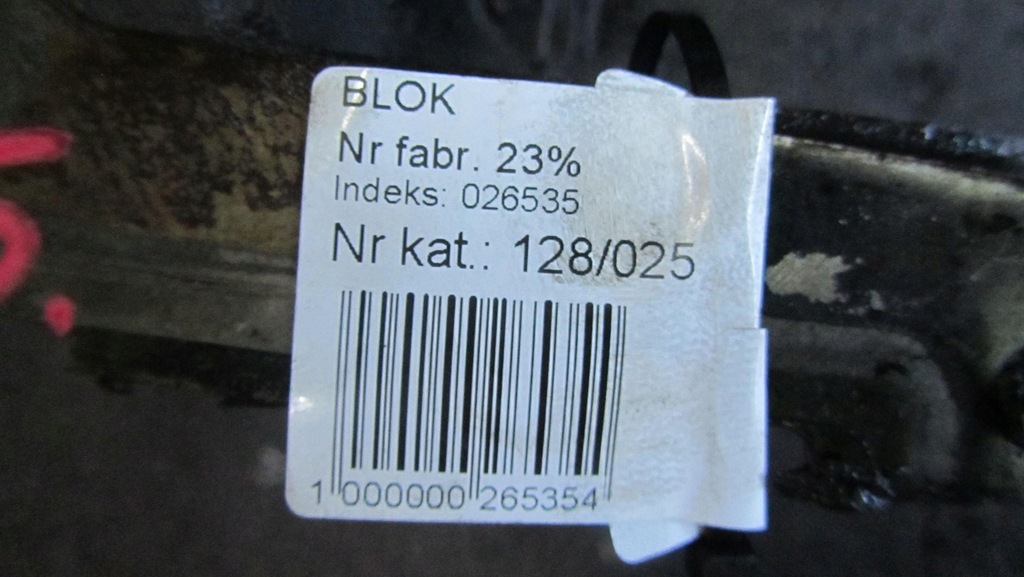 BLOK
Nr fabr. 23%
Indeks: 026535
Nr kat.: 128/025
1 000000 265354